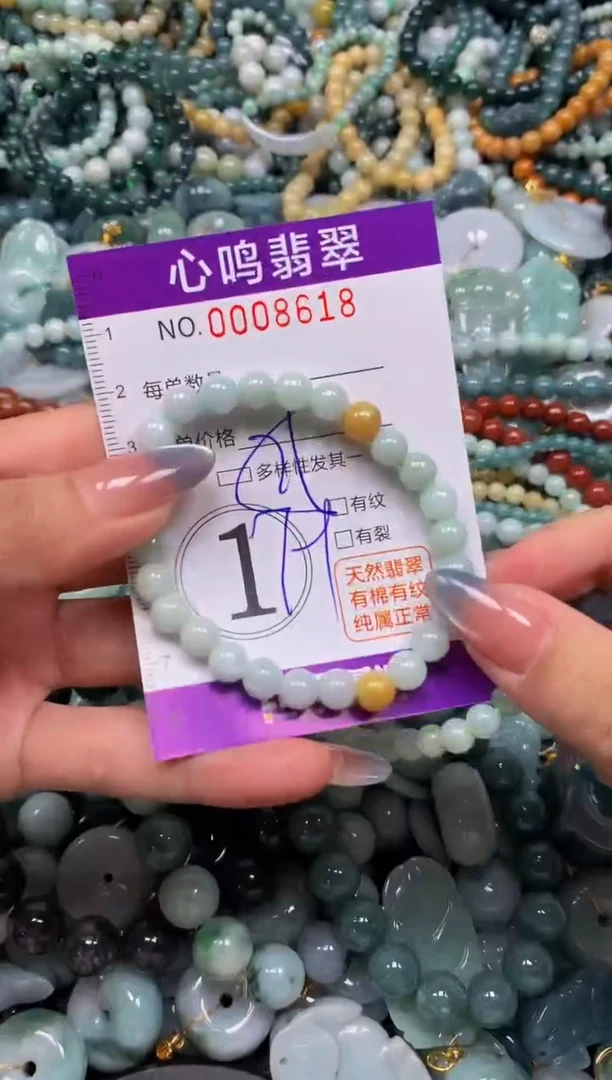 心鸣翡翠
NO.0008618
1
2 每单数
3 单价格
多样性发其一
有纹
有裂
1
天然翡翠
有棉有纹
纯属正常
7